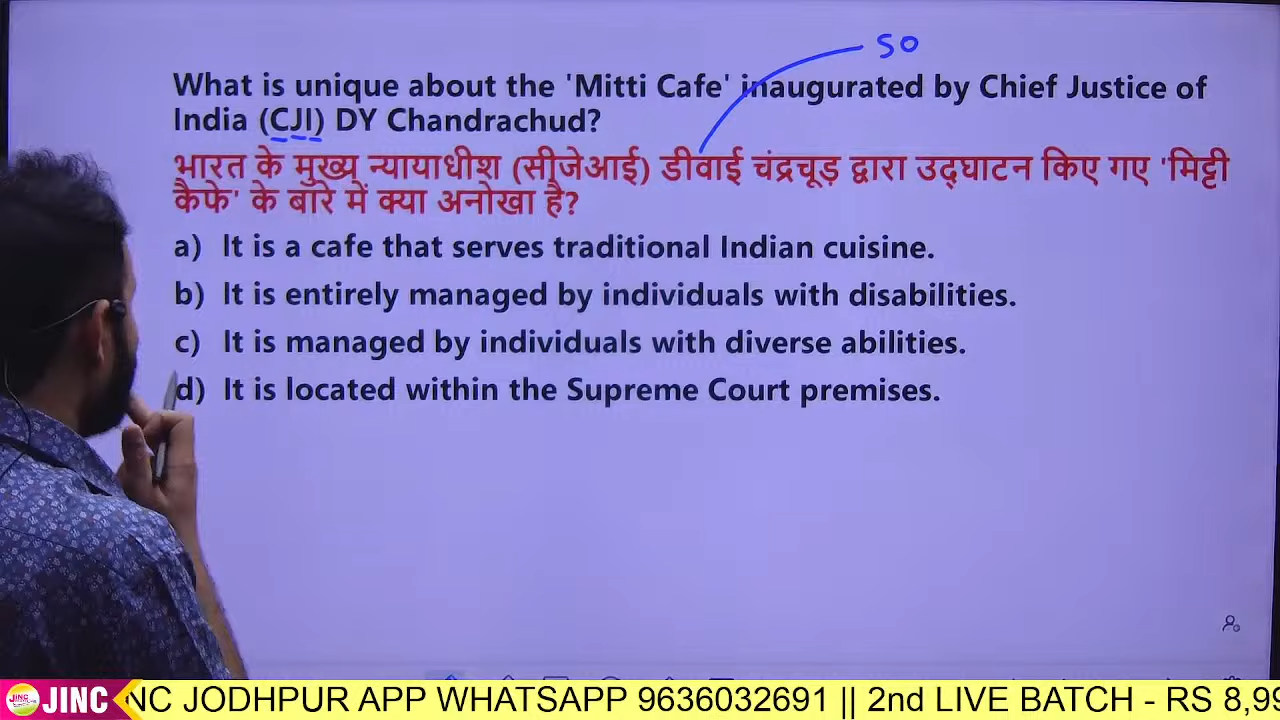 50
What is unique about the 'Mitti Cafe' inaugurated by Chief Justice of
India (CJI) DY Chandrachud?
भारत के मुख्य न्यायाधीश (सीजेआई) डीवाई चंद्रचूड़ द्वारा उद्घाटन किए गए 'मिट्टी
कैफे' के बारे में क्या अनोखा है?
a) It is a cafe that serves traditional Indian cuisine.
b) It is entirely managed by individuals with disabilities.
c) It is managed by individuals with diverse abilities.
d) It is located within the Supreme Court premises.
JINC NC JODHPUR APP WHATSAPP 9636032691 || 2nd LIVE BATCH - RS 8,99